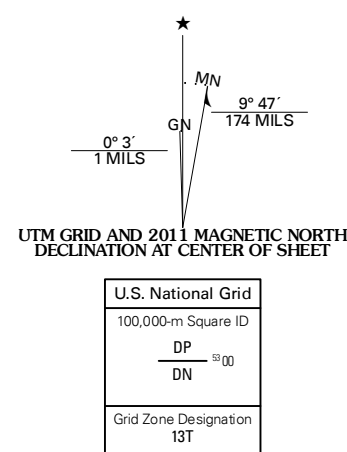 ★
MN
GN
9° 47´
174 MILS
0° 3´
1 MILS
UTM GRID AND 2011 MAGNETIC NORTH
DECLINATION AT CENTER OF SHEET
U.S. National Grid
100,000-m Square ID
DP
53 00
DN
Grid Zone Designation
13T